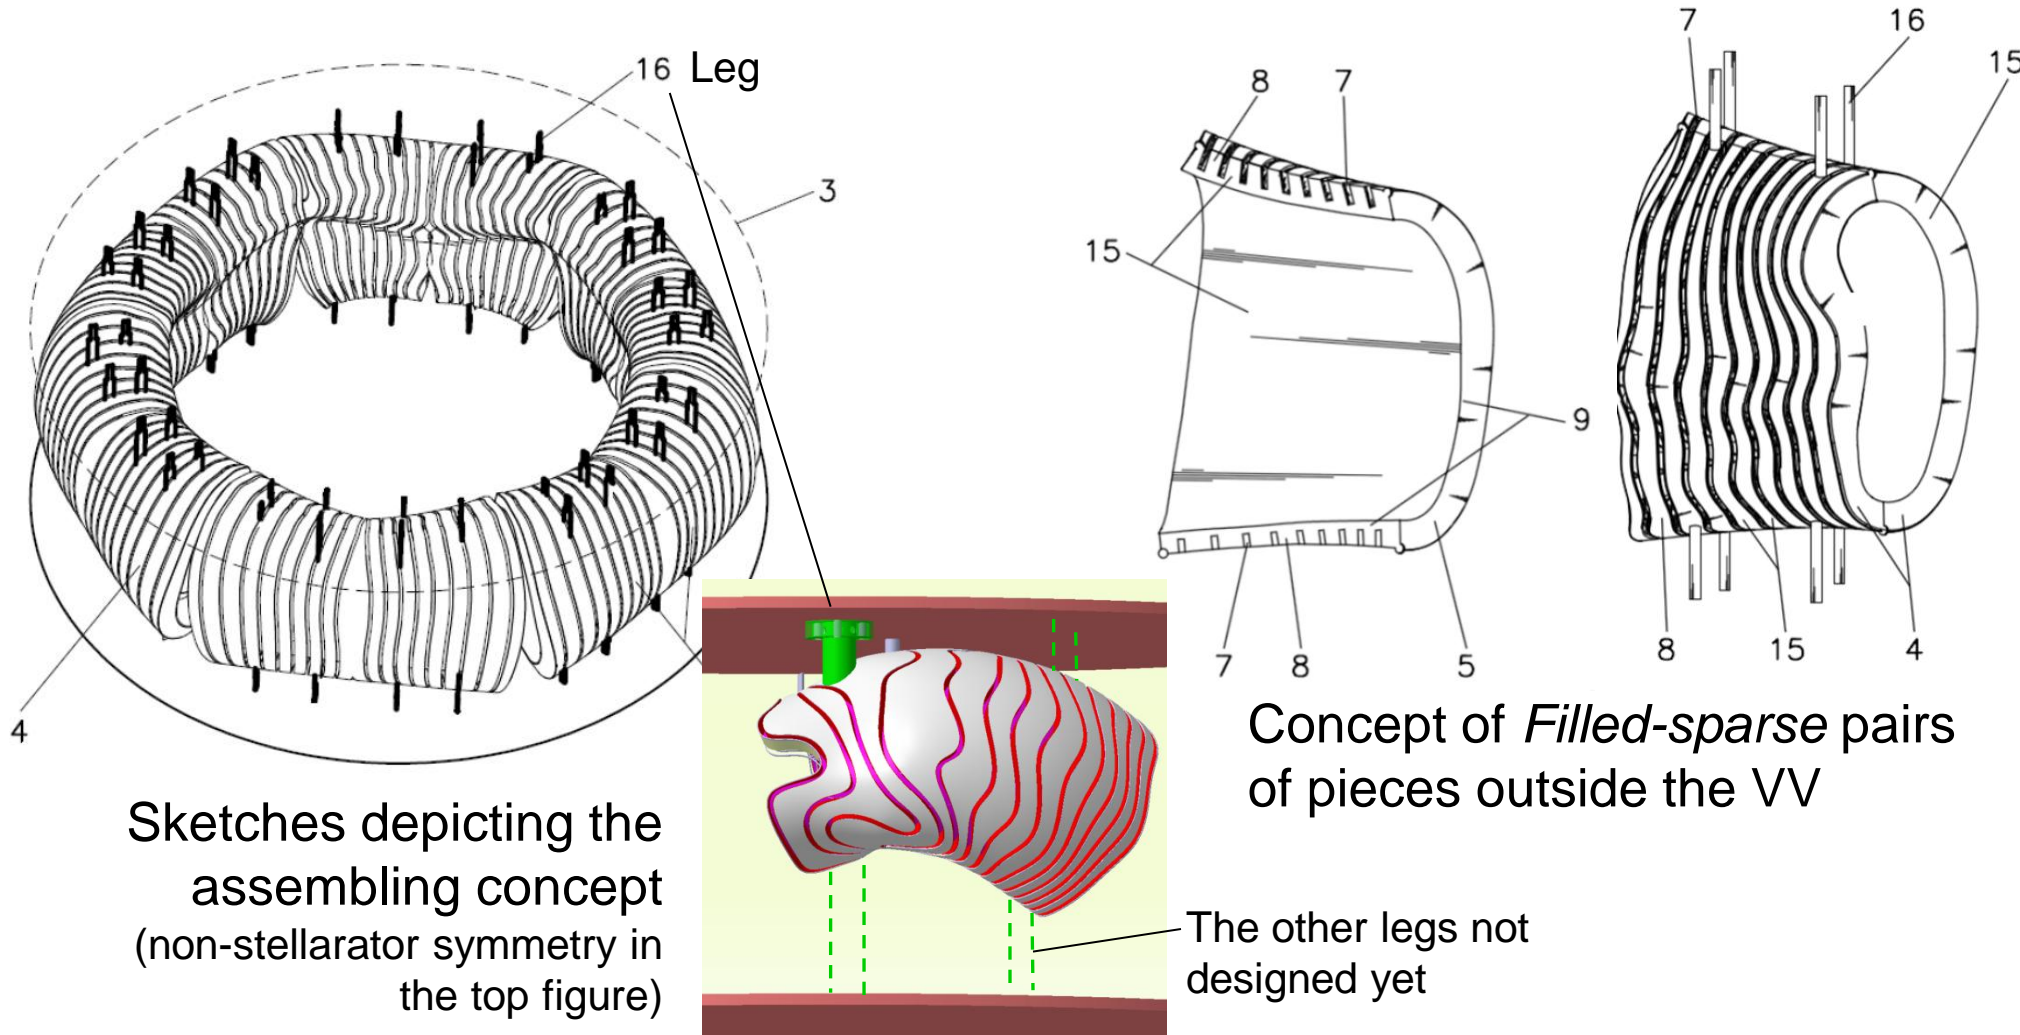 16 Leg
3
4
8
7
15
9
7
8
5
7
16
15
8
15
4
Concept of Filled-sparse pairs
of pieces outside the VV
Sketches depicting the
assembling concept
(non-stellarator symmetry in
the top figure)
The other legs not
designed yet